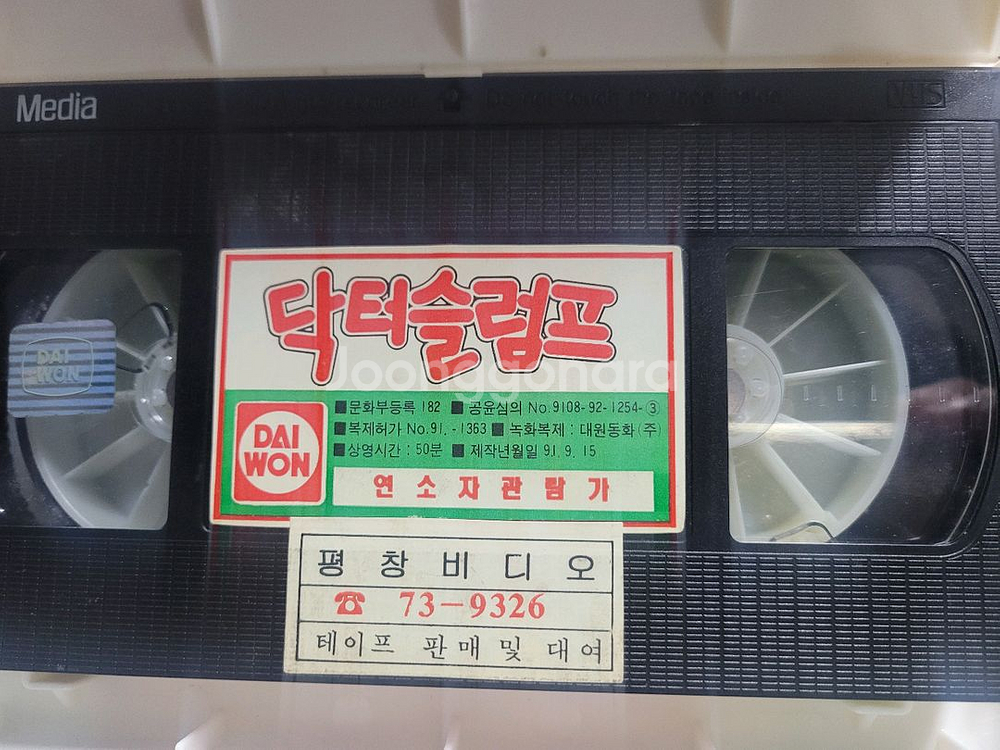 Media
VHS
닥터슬럼프
Joonggonara
DAI WON
■문화부등록 182 ■ 공윤심의 No.9108-92-1254-③
■복제허가 No.91.-1363 ■ 녹화복제 : 대원동화(주)
■상영시간 : 50분 ■ 제작년월일 91. 9. 15
DAI
WON
연소자관람가
평창비디오
☎ 73-9326
테이프 판매 및 대여